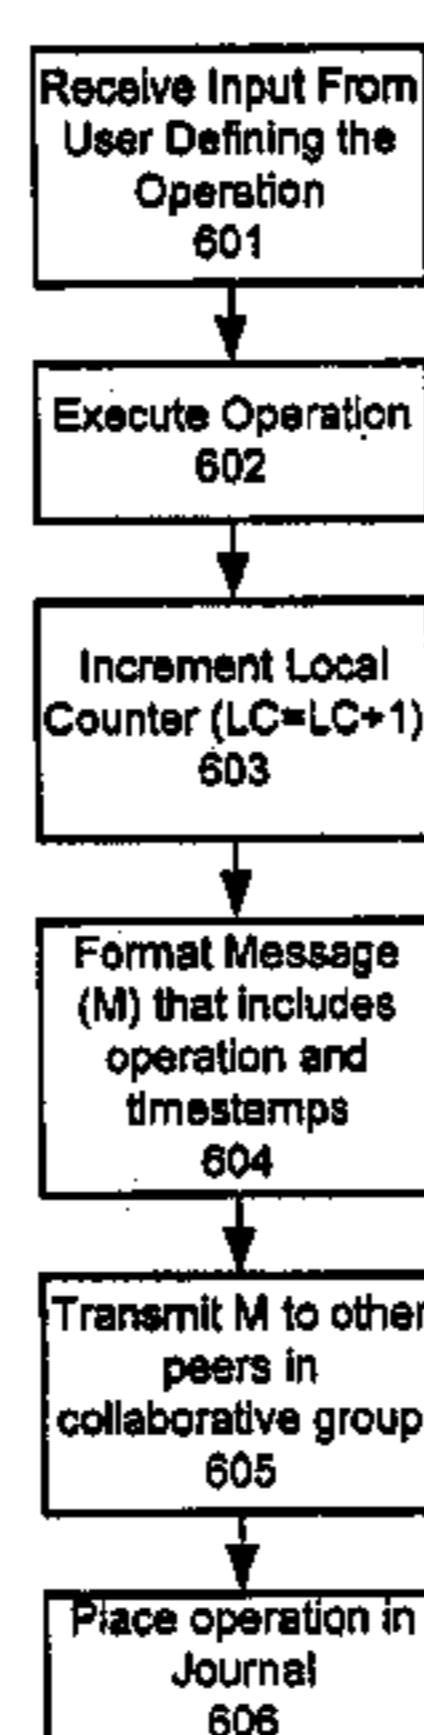 Receive Input From
User Defining the
Operation
601
Execute Operation
602
Increment Local
Counter (LC=LC+1)
603
Format Message
(M) that includes
operation and
timestamps
604
Transmit M to other
peers in
collaborative group
605
Place operation in
Journal
606